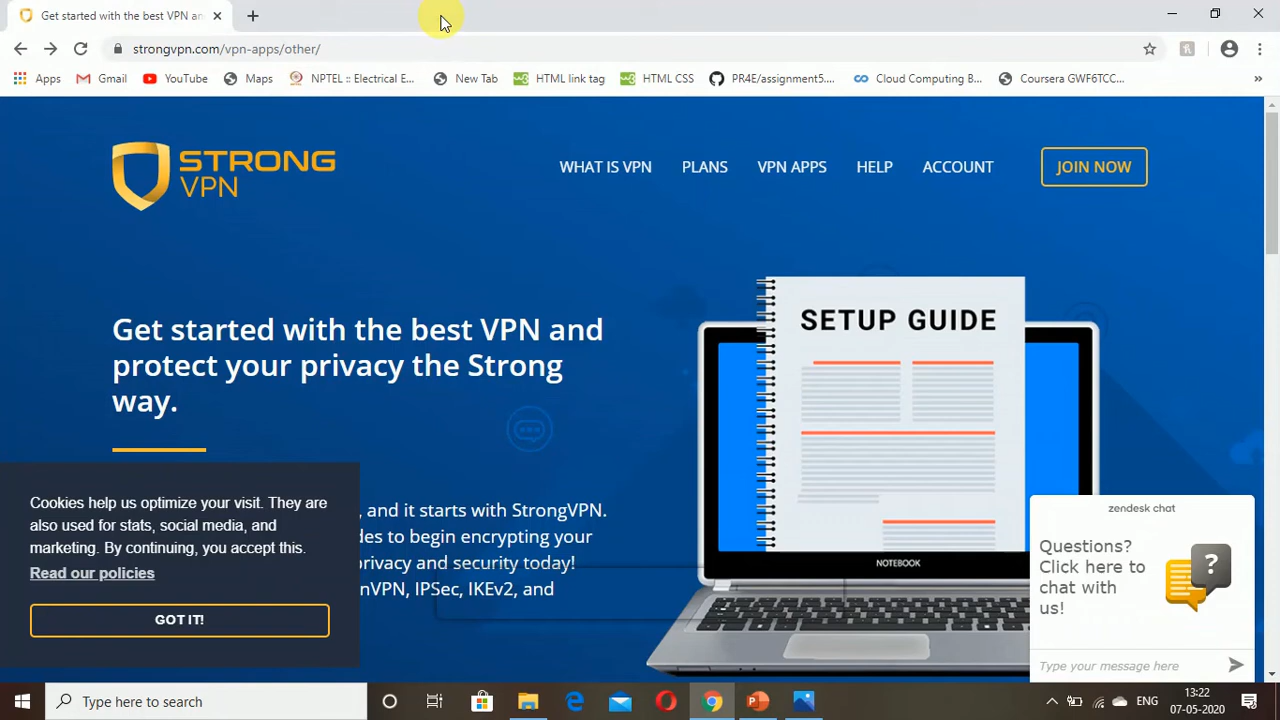 Get started with the best VPN an
strongvpn.com/vpn-apps/other/
Apps
Gmail
YouTube
Maps
NPTEL :: Electrical E...
New Tab
HTML link tag
HTML CSS
PR4E/assignment5....
Cloud Computing B...
Coursera GWF6TCC...
»
STRONG
VPN
WHAT IS VPN
PLANS
VPN APPS
HELP
ACCOUNT
JOIN NOW
Get started with the best VPN and
protect your privacy the Strong
way.
SETUP GUIDE
NOTEBOOK
, and it starts with StrongVPN.
des to begin encrypting your
privacy and security today!
nVPN, IPSec, IKEv2, and
Cookies help us optimize your visit. They are
also used for stats, social media, and
marketing. By continuing, you accept this.
Read our policies
GOT IT!
zendesk chat
Questions?
Click here to
chat with
us!
?
Type your message here
Type here to search
ENG
13:22
07-05-2020